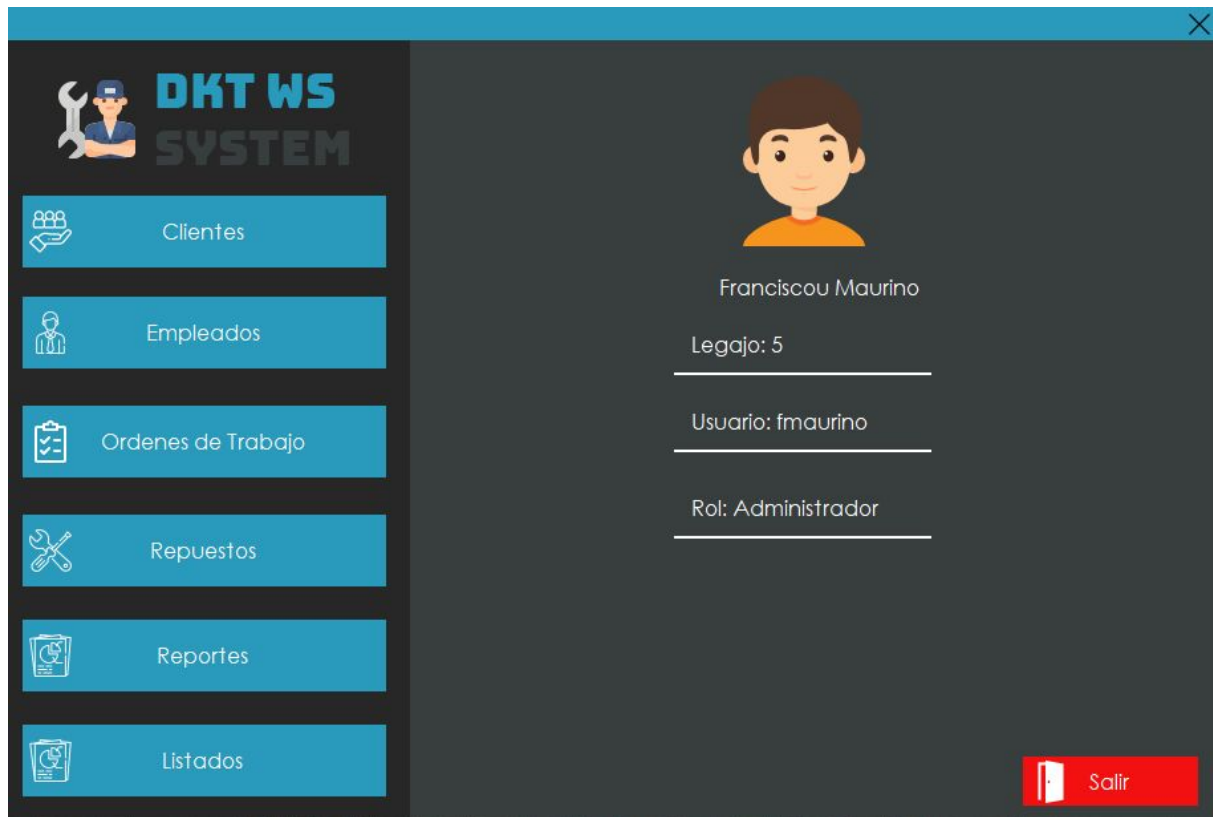 DKT WS
SYSTEM
Clientes
Empleados
Ordenes de Trabajo
Repuestos
Reportes
Listados
Franciscou Maurino
Legajo: 5
Usuario: fmaurino
Rol: Administrador
Salir